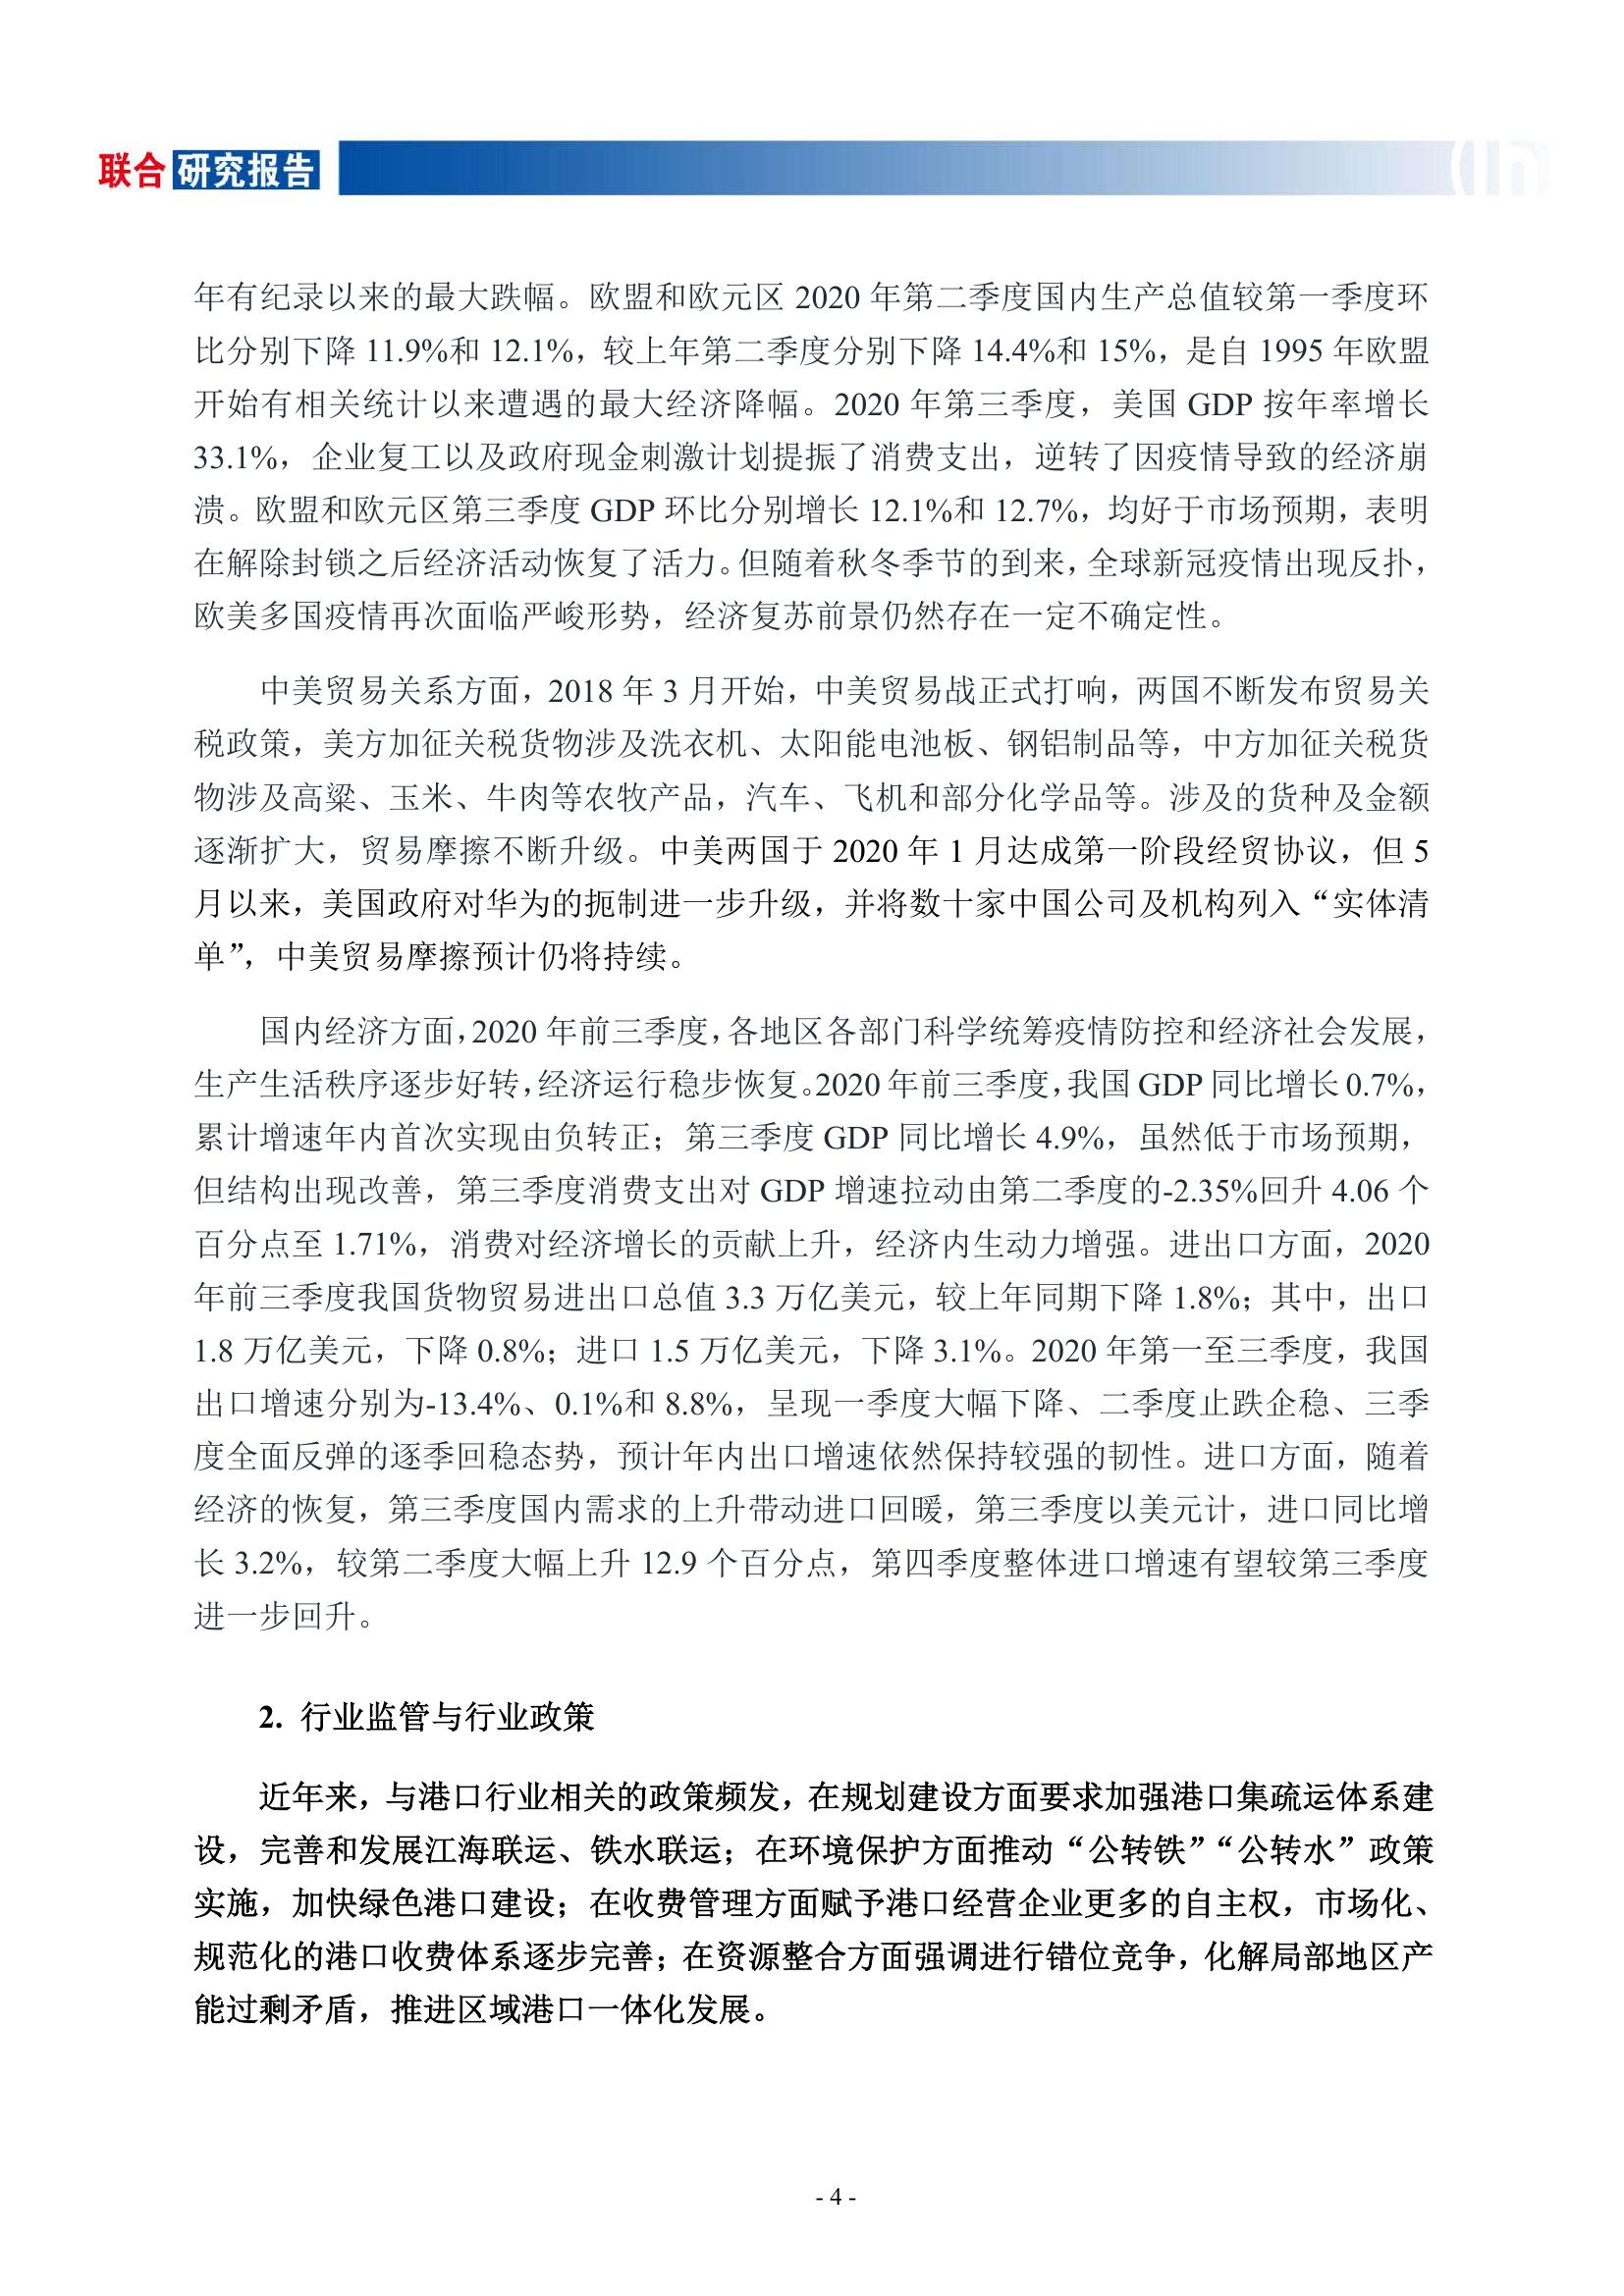 联合 研究报告
年有纪录以来的最大跌幅。欧盟和欧元区 2020 年第二季度国内生产总值较第一季度环
比分别下降 11.9%和 12.1%，较上年第二季度分别下降 14.4%和 15%，是自 1995 年欧盟
开始有相关统计以来遭遇的最大经济降幅。2020 年第三季度，美国 GDP 按年率增长
33.1%，企业复工以及政府现金刺激计划提振了消费支出，逆转了因疫情导致的经济崩
溃。欧盟和欧元区第三季度 GDP 环比分别增长 12.1%和 12.7%，均好于市场预期，表明
在解除封锁之后经济活动恢复了活力。但随着秋冬季节的到来，全球新冠疫情出现反扑，
欧美多国疫情再次面临严峻形势，经济复苏前景仍然存在一定不确定性。
中美贸易关系方面，2018 年 3 月开始，中美贸易战正式打响，两国不断发布贸易关
税政策，美方加征关税货物涉及洗衣机、太阳能电池板、钢铝制品等，中方加征关税货
物涉及高粱、玉米、牛肉等农牧产品，汽车、飞机和部分化学品等。涉及的货种及金额
逐渐扩大，贸易摩擦不断升级。中美两国于 2020 年 1 月达成第一阶段经贸协议，但 5
月以来，美国政府对华为的扼制进一步升级，并将数十家中国公司及机构列入“实体清
单”，中美贸易摩擦预计仍将持续。
国内经济方面，2020 年前三季度，各地区各部门科学统筹疫情防控和经济社会发展，
生产生活秩序逐步好转，经济运行稳步恢复。2020 年前三季度，我国 GDP 同比增长 0.7%，
累计增速年内首次实现由负转正；第三季度 GDP 同比增长 4.9%，虽然低于市场预期，
但结构出现改善，第三季度消费支出对 GDP 增速拉动由第二季度的-2.35%回升 4.06 个
百分点至 1.71%，消费对经济增长的贡献上升，经济内生动力增强。进出口方面，2020
年前三季度我国货物贸易进出口总值 3.3 万亿美元，较上年同期下降 1.8%；其中，出口
1.8 万亿美元，下降 0.8%；进口 1.5 万亿美元，下降 3.1%。2020 年第一至三季度，我国
出口增速分别为-13.4%、0.1%和 8.8%，呈现一季度大幅下降、二季度止跌企稳、三季
度全面反弹的逐季回稳态势，预计年内出口增速依然保持较强的韧性。进口方面，随着
经济的恢复，第三季度国内需求的上升带动进口回暖，第三季度以美元计，进口同比增
长 3.2%，较第二季度大幅上升 12.9 个百分点，第四季度整体进口增速有望较第三季度
进一步回升。
2. 行业监管与行业政策
近年来，与港口行业相关的政策频发，在规划建设方面要求加强港口集疏运体系建
设，完善和发展江海联运、铁水联运；在环境保护方面推动“公转铁”“公转水”政策
实施，加快绿色港口建设；在收费管理方面赋予港口经营企业更多的自主权，市场化、
规范化的港口收费体系逐步完善；在资源整合方面强调进行错位竞争，化解局部地区产
能过剩矛盾，推进区域港口一体化发展。
- 4 -